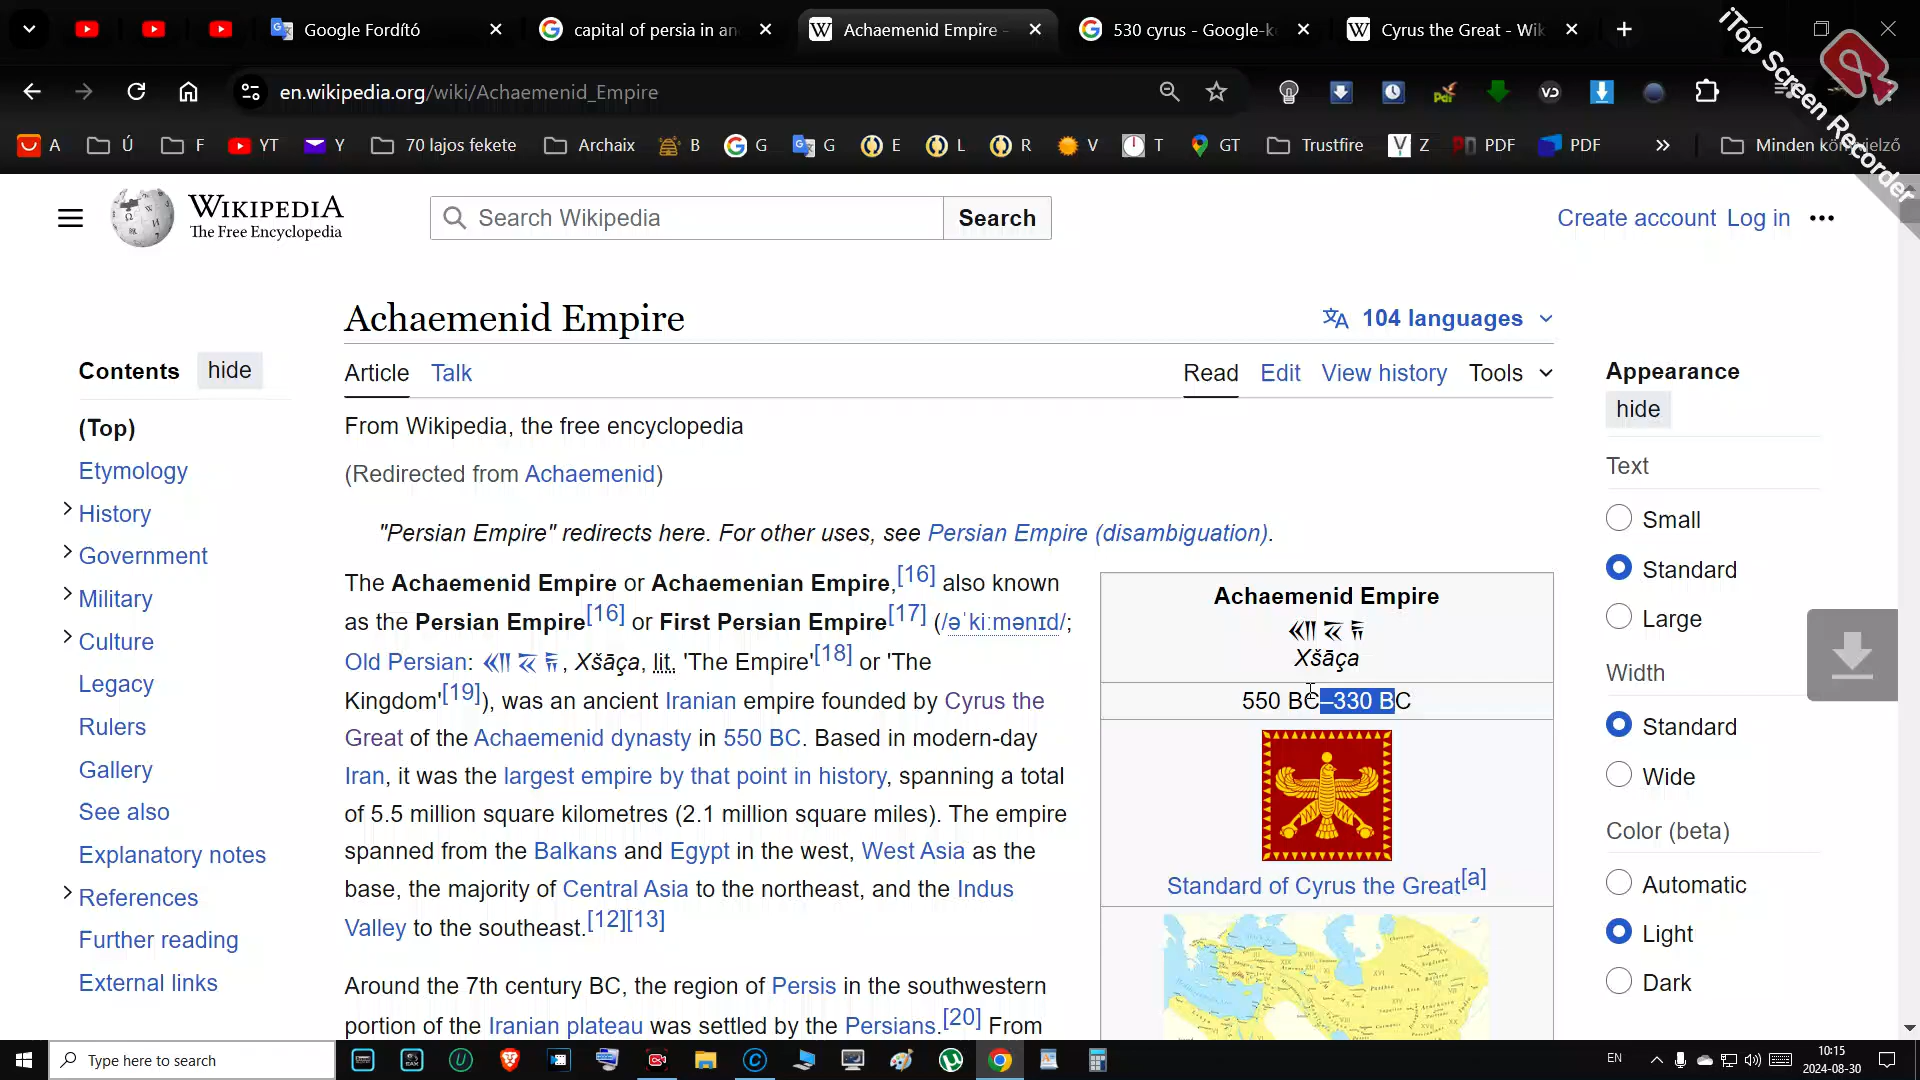 Google Fordító
capital of persia in an
Achaemenid Empire -
530 cyrus - Google-k
Cyrus the Great - Wik
en.wikipedia.org/wiki/Achaemenid_Empire
A
Ú
F
YT
Y
70 lajos fekete
Archaix
B
G
G
E
L
R
V
T
GT
Trustfire
Z
PDF
PDF
»
Minden könyvjelző
iTop Screen Recorder
WIKIPEDIA
The Free Encyclopedia
Search Wikipedia
Search
Create account Log in
Achaemenid Empire
104 languages
Contents hide
Article Talk
Read Edit View history Tools
Appearance
hide
(Top)
Etymology
History
Government
Military
Culture
Legacy
Rulers
Gallery
See also
Explanatory notes
References
Further reading
External links
From Wikipedia, the free encyclopedia
(Redirected from Achaemenid)
"Persian Empire" redirects here. For other uses, see Persian Empire (disambiguation).
The Achaemenid Empire or Achaemenian Empire,[16] also known
as the Persian Empire[16] or First Persian Empire[17] (/əˈkiːmənɪd/;
Old Persian: 𐎧𐏁𐏂, Xšāça, lit. 'The Empire'[18] or 'The
Kingdom'[19]), was an ancient Iranian empire founded by Cyrus the
Great of the Achaemenid dynasty in 550 BC. Based in modern-day
Iran, it was the largest empire by that point in history, spanning a total
of 5.5 million square kilometres (2.1 million square miles). The empire
spanned from the Balkans and Egypt in the west, West Asia as the
base, the majority of Central Asia to the northeast, and the Indus
Valley to the southeast.[12][13]
Around the 7th century BC, the region of Persis in the southwestern
portion of the Iranian plateau was settled by the Persians.[20] From
Achaemenid Empire
𐎧𐏁𐏂
Xšāça
550 BC–330 BC
Standard of Cyrus the Great[a]
Text
Small
Standard
Large
Width
Standard
Wide
Color (beta)
Automatic
Light
Dark
Type here to search
EN
10:15
2024-08-30